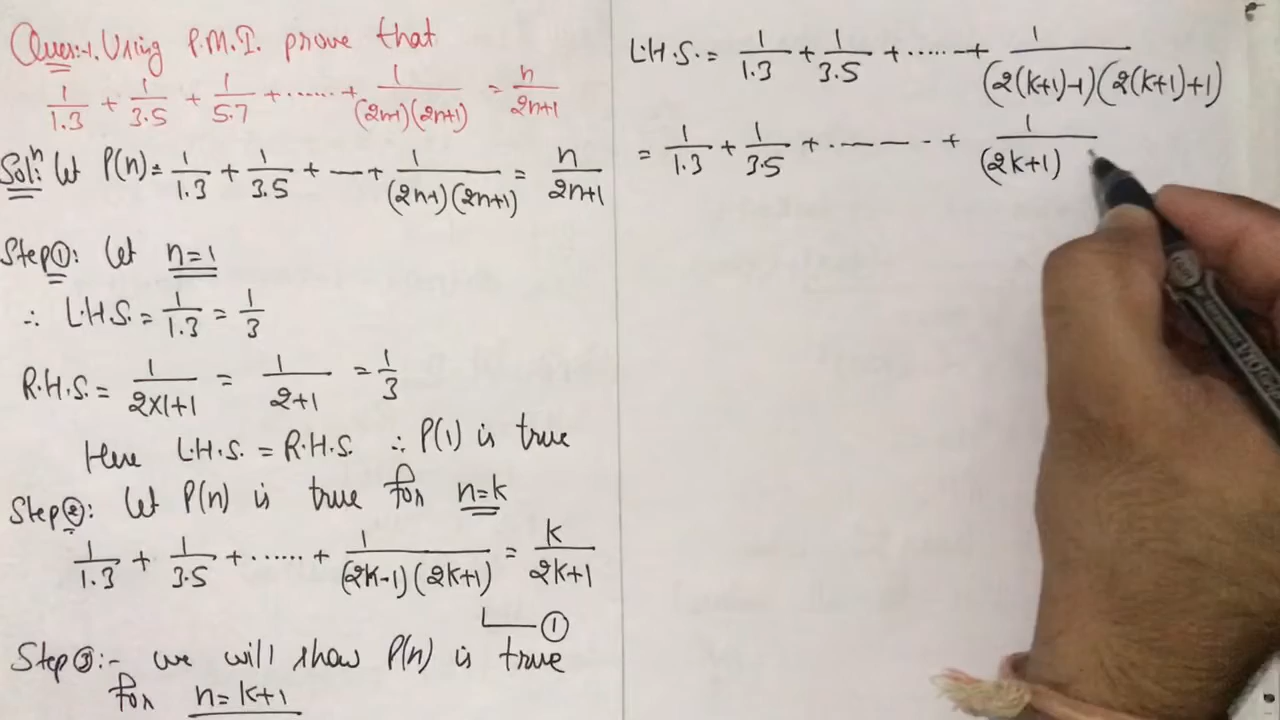 Ques:-1. Using P.M.I. prove that
1/1.3 + 1/3.5 + 1/5.7 + ...... + 1/(2n-1)(2n+1) = n/2n+1
Solⁿ: Let P(n) = 1/1.3 + 1/3.5 + --- + 1/(2n-1)(2n+1) = n/2n+1
Step①: Let n=1
∴ L.H.S. = 1/1.3 = 1/3
R.H.S. = 1/2×1+1 = 1/2+1 = 1/3
Here L.H.S. = R.H.S. ∴ P(1) is true
Step②: Let P(n) is true for n=k
1/1.3 + 1/3.5 + ...... + 1/(2k-1)(2k+1) = k/2k+1
①
Step③:- we will show P(n) is true
for n=k+1
L.H.S. = 1/1.3 + 1/3.5 + ...... + 1/(2(k+1)-1)(2(k+1)+1)
= 1/1.3 + 1/3.5 + ...... + 1/(2k+1)